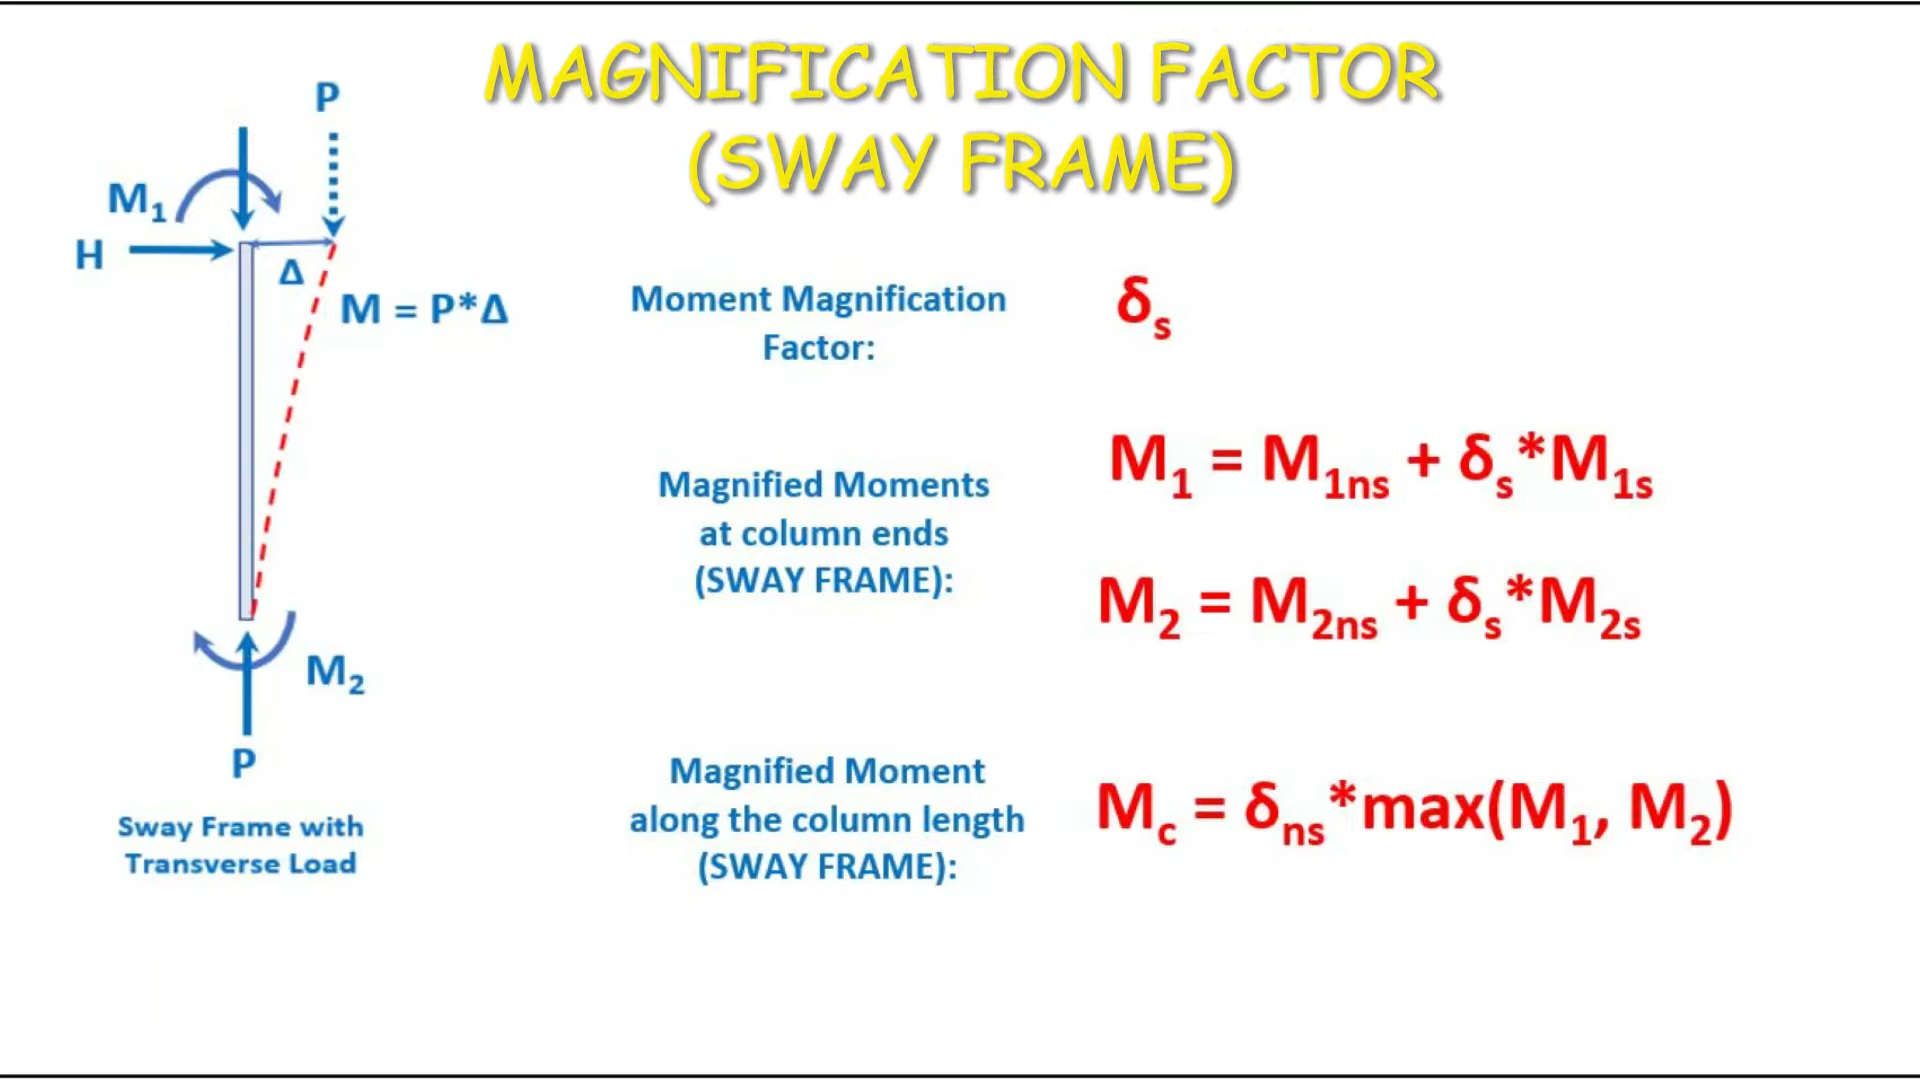 MAGNIFICATION FACTOR
(SWAY FRAME)
P
M₁
H
Δ
M = P*Δ
M₂
P
Sway Frame with
Transverse Load
Moment Magnification
Factor:
δₛ
Magnified Moments
at column ends
(SWAY FRAME):
M₁ = M₁ₙₛ + δₛ*M₁ₛ
M₂ = M₂ₙₛ + δₛ*M₂ₛ
Magnified Moment
along the column length
(SWAY FRAME):
M꜀ = δₙₛ*max(M₁, M₂)